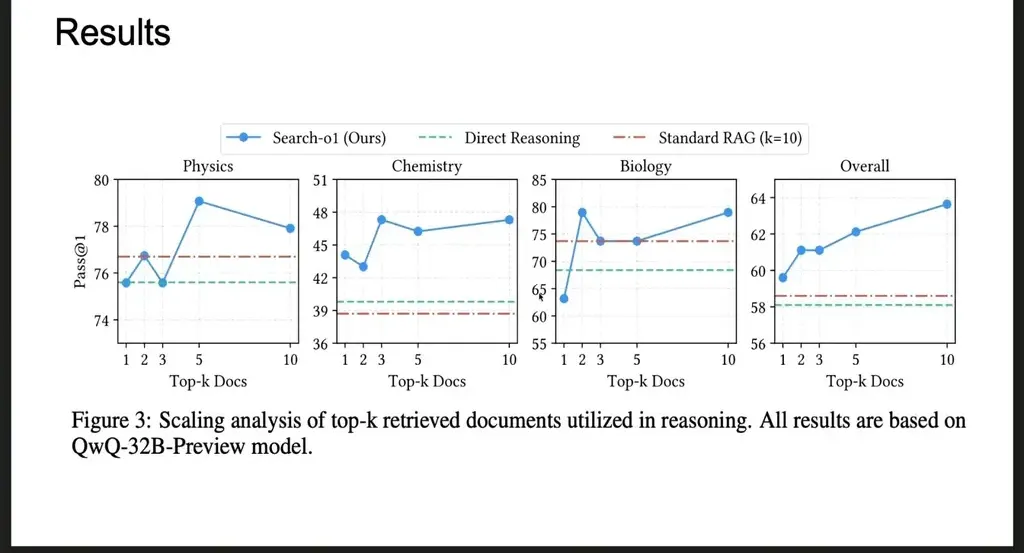 Results
Search-o1 (Ours) Direct Reasoning Standard RAG (k=10)
Physics Chemistry Biology Overall
Pass@1
80
78
76
74
1 2 3 5 10
Top-k Docs
51
48
45
42
39
36
1 2 3 5 10
Top-k Docs
85
80
75
70
65
60
55
1 2 3 5 10
Top-k Docs
64
62
60
58
56
1 2 3 5 10
Top-k Docs
Figure 3: Scaling analysis of top-k retrieved documents utilized in reasoning. All results are based on
QwQ-32B-Preview model.